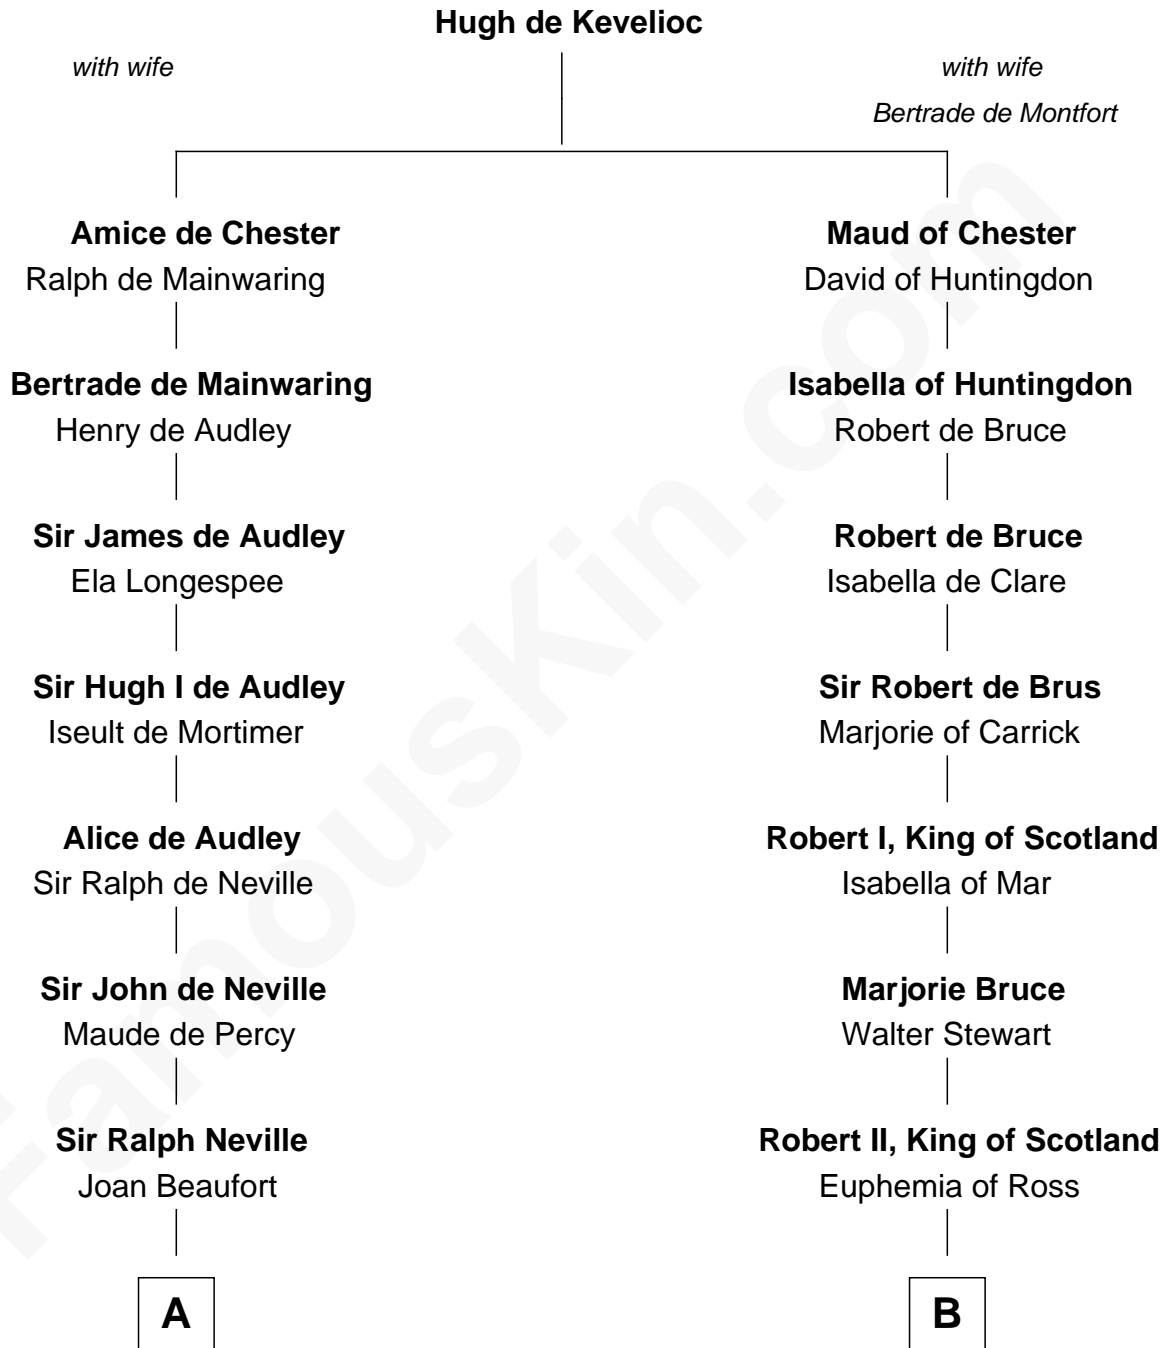 Hugh de Kevelioc
with wife
with wife
Bertrade de Montfort
Amice de Chester
Ralph de Mainwaring
Maud of Chester
David of Huntingdon
Bertrade de Mainwaring
Henry de Audley
Isabella of Huntingdon
Robert de Bruce
Sir James de Audley
Ela Longespee
Robert de Bruce
Isabella de Clare
Sir Hugh I de Audley
Iseult de Mortimer
Sir Robert de Brus
Marjorie of Carrick
Alice de Audley
Sir Ralph de Neville
Robert I, King of Scotland
Isabella of Mar
Sir John de Neville
Maude de Percy
Marjorie Bruce
Walter Stewart
Sir Ralph Neville
Joan Beaufort
Robert II, King of Scotland
Euphemia of Ross
A
B
FamousKin.com